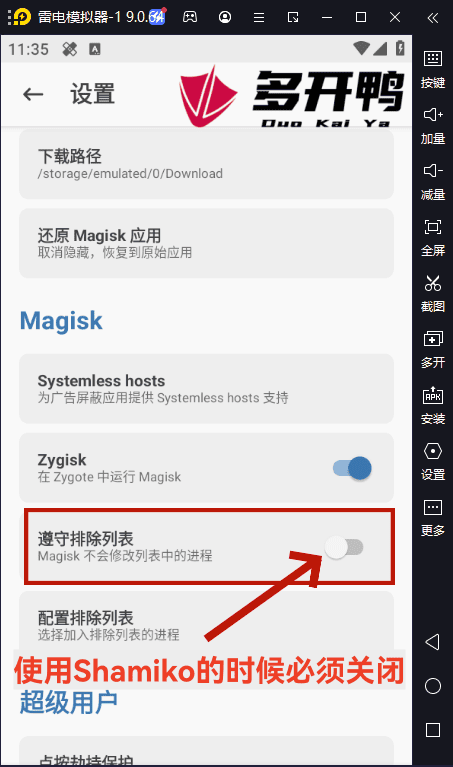 雷电模拟器-1 9.0.64
11:35
设置
多开鸭
Duo Kai Ya
下载路径
/storage/emulated/0/Download
还原 Magisk 应用
取消隐藏，恢复到原始应用
Magisk
Systemless hosts
为广告屏蔽应用提供 Systemless hosts 支持
Zygisk
在 Zygote 中运行 Magisk
遵守排除列表
Magisk 不会修改列表中的进程
配置排除列表
选择加入排除列表的进程
使用Shamiko的时候必须关闭
超级用户
点按劫持保护
按键
加量
减量
全屏
截图
多开
APK
安装
设置
更多